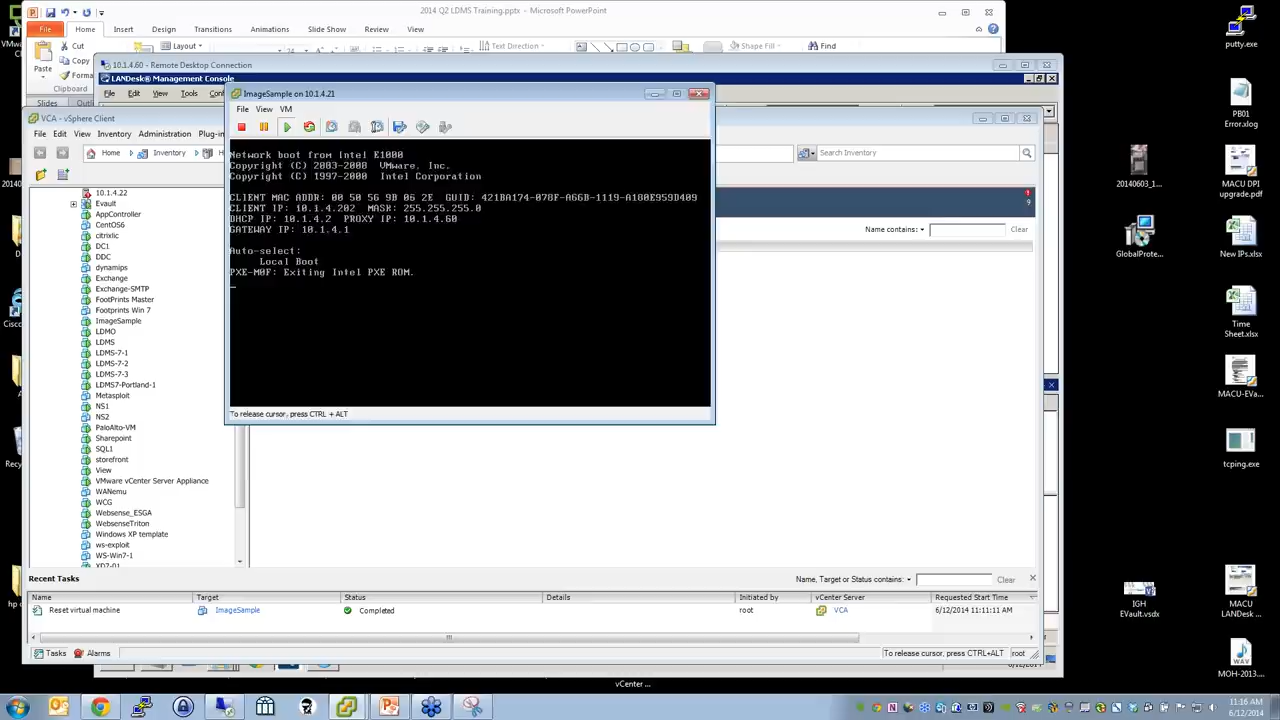 2014 Q2 LDMS Training.pptx - Microsoft PowerPoint
File Home Insert Design Transitions Animations Slide Show Review View
Cut
Layout
Text Direction
Shape Fill
Find
Copy
Paste
Clipboard
Slides
10.1.4.60 - Remote Desktop Connection
LANDesk® Management Console
File Edit View Tools
VCA - vSphere Client
File Edit View Inventory Administration
Home Inventory
Search Inventory
Name contains: Clear
10.1.4.22
Evault
AppController
CentOS6
citrixlic
DC1
DDC
dynamips
Exchange
Exchange-SMTP
FootPrints Master
Footprints Win 7
ImageSample
LDMO
LDMS
LDMS-7-1
LDMS-7-2
LDMS-7-3
LDMS7-Portland-1
Metasploit
NS1
NS2
PaloAlto-VM
Sharepoint
SQL1
storefront
View
VMware vCenter Server Appliance
WANemu
WCG
Websense_ESGA
WebsenseTriton
Windows XP template
ws-exploit
WS-Win7-1
XD7-01
ImageSample on 10.1.4.21
File View VM
Network boot from Intel E1000
Copyright (C) 2003-2008 VMware, Inc.
Copyright (C) 1997-2000 Intel Corporation
CLIENT MAC ADDR: 00 50 56 9B 06 2E GUID: 421BA174-078F-A66B-1119-A180E959D409
CLIENT IP: 10.1.4.202 MASK: 255.255.255.0
DHCP IP: 10.1.4.2 PROXY IP: 10.1.4.60
GATEWAY IP: 10.1.4.1
Auto-select:
Local Boot
PXE-M0F: Exiting Intel PXE ROM.
To release cursor, press CTRL + ALT
Recent Tasks
Name, Target or Status contains: Clear
Name Target Status Details Initiated by vCenter Server Requested Start Time
Reset virtual machine ImageSample Completed root VCA 6/12/2014 11:11:11 AM
Tasks Alarms
To release cursor, press CTRL+ALT root
vCenter ...
putty.exe
PB01
Error.xlog
20140603_1...
MACU DPI
upgrade.pdf
GlobalProte...
New IPs.xlsx
Time
Sheet.xlsx
MACU-EVa...
tcping.exe
IGH
EVault.vsdx
MACU
LANDesk ...
MOH-2013....
11:16 AM
6/12/2014